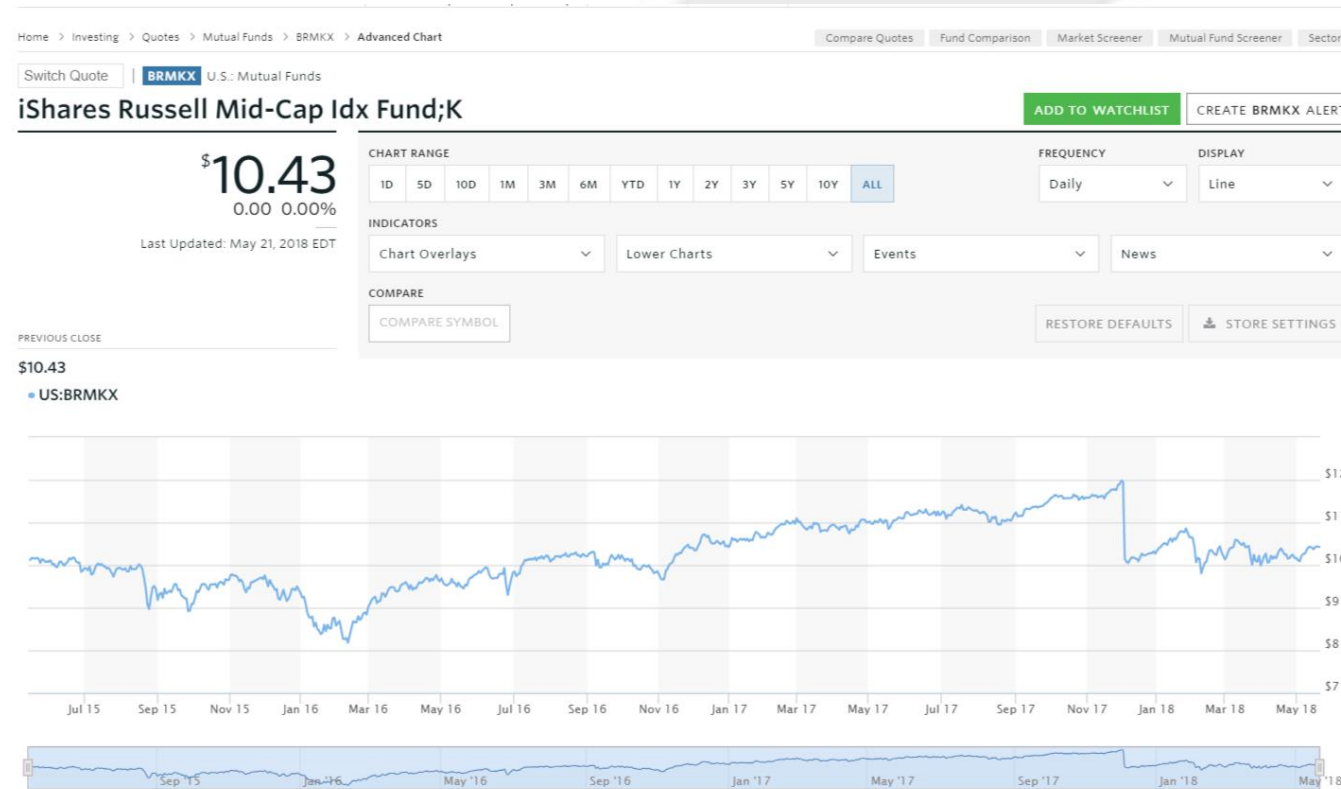 Home > Investing > Quotes > Mutual Funds > BRMKX > Advanced Chart
Compare Quotes Fund Comparison Market Screener Mutual Fund Screener Sector
Switch Quote | BRMKX U.S.: Mutual Funds
iShares Russell Mid-Cap Idx Fund;K
ADD TO WATCHLIST CREATE BRMKX ALERT
$10.43
0.00 0.00%
Last Updated: May 21, 2018 EDT
PREVIOUS CLOSE
$10.43
CHART RANGE
1D 5D 10D 1M 3M 6M YTD 1Y 2Y 3Y 5Y 10Y ALL
FREQUENCY
Daily
DISPLAY
Line
INDICATORS
Chart Overlays Lower Charts Events News
COMPARE
COMPARE SYMBOL
RESTORE DEFAULTS STORE SETTINGS
US:BRMKX
$12
$11
$10
$9
$8
$7
Jul 15 Sep 15 Nov 15 Jan 16 Mar 16 May 16 Jul 16 Sep 16 Nov 16 Jan 17 Mar 17 May 17 Jul 17 Sep 17 Nov 17 Jan 18 Mar 18 May 18
Sep '15 Jan '16 May '16 Sep '16 Jan '17 May '17 Sep '17 Jan '18 May '18